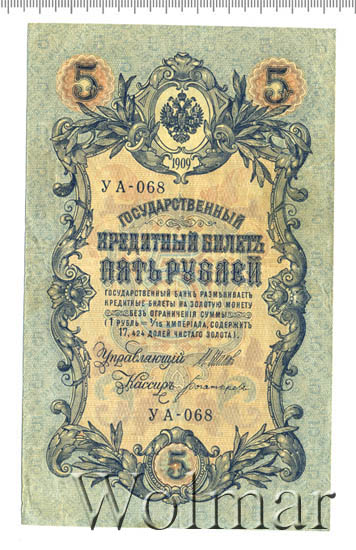 5 5
1909
УА-068
ГОСУДАРСТВЕННЫЙ
КРЕДИТНЫЙ БИЛЕТЪ
ПЯТЬ РУБЛЕЙ
ГОСУДАРСТВЕННЫЙ БАНКЪ РАЗМѢНИВАЕТЪ
КРЕДИТНЫЕ БИЛЕТЫ НА ЗОЛОТУЮ МОНЕТУ
БЕЗЪ ОГРАНИЧЕНІЯ СУММЫ
(1 РУБЛЬ = 1/15 ИМПЕРІАЛА, СОДЕРЖИТЪ
17,424 ДОЛЕЙ ЧИСТАГО ЗОЛОТА).
Управляющій
Кассиръ
УА-068
5
Wolmar